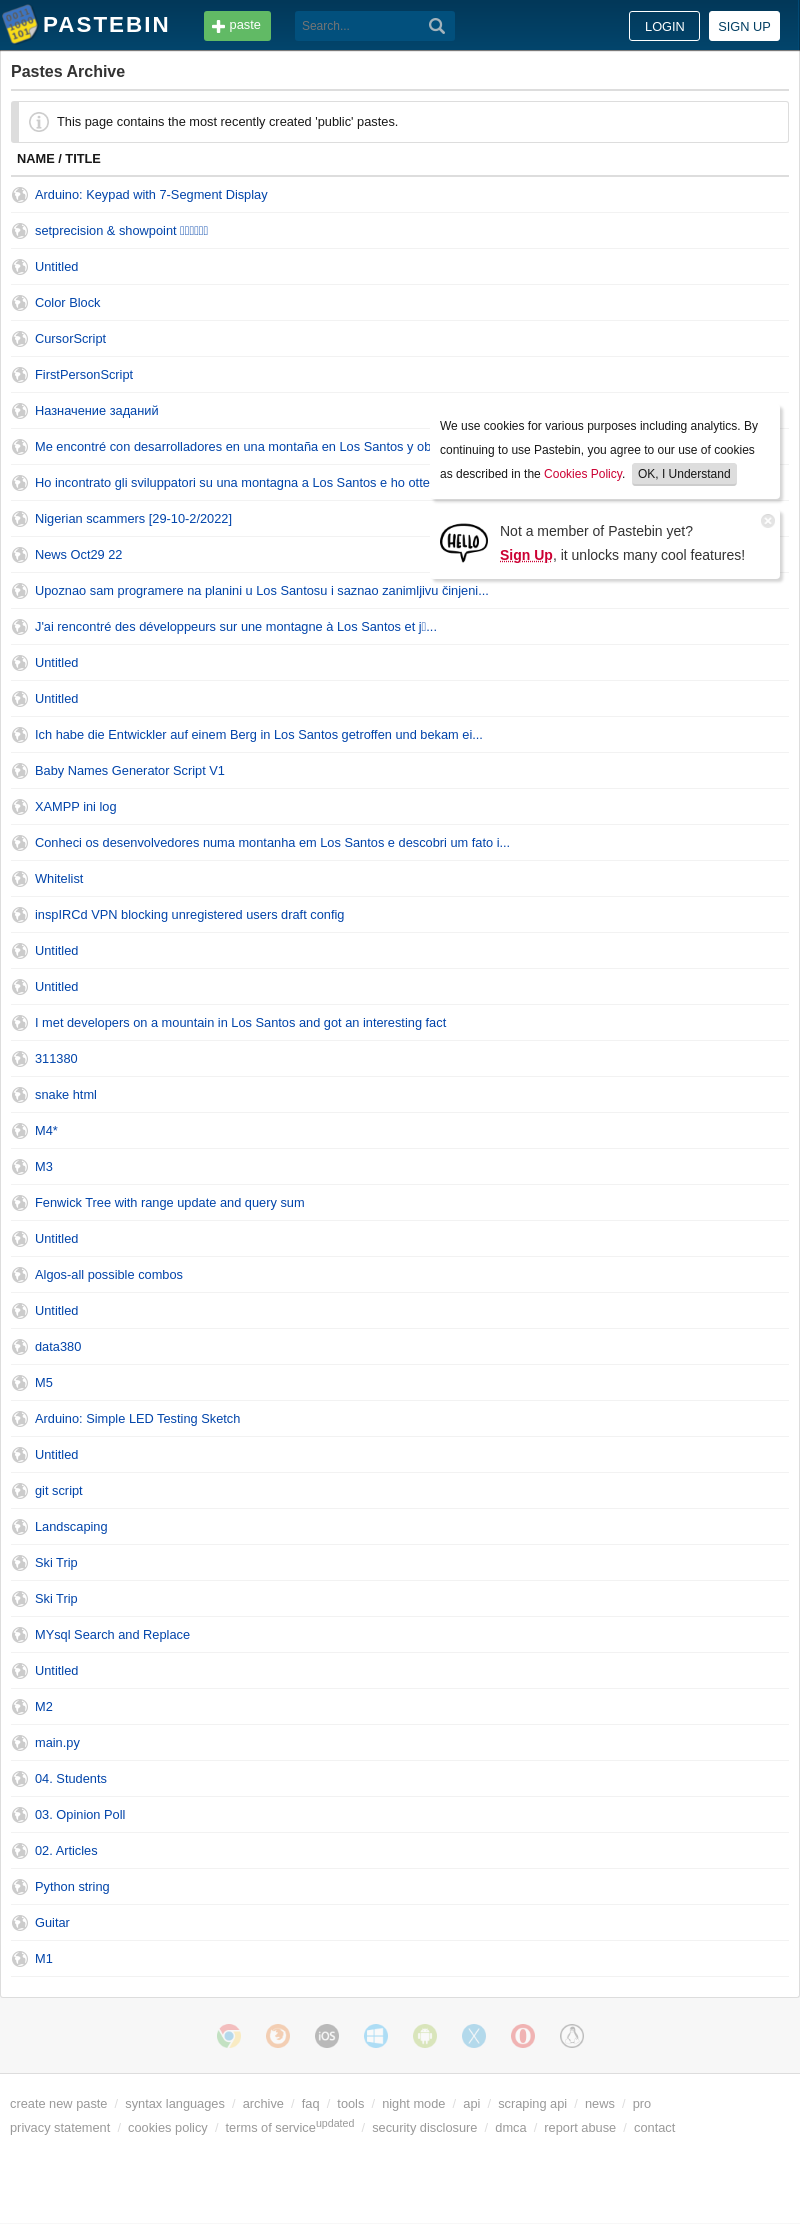 PASTEBIN
paste
Search...
LOGIN
SIGN UP
Pastes Archive
This page contains the most recently created 'public' pastes.
NAME / TITLE
Arduino: Keypad with 7-Segment Display
setprecision & showpoint
Untitled
Color Block
CursorScript
FirstPersonScript
Назначение заданий
Me encontré con desarrolladores en una montaña en Los Santos y ob
Ho incontrato gli sviluppatori su una montagna a Los Santos e ho otte
Nigerian scammers [29-10-2/2022]
News Oct29 22
Upoznao sam programere na planini u Los Santosu i saznao zanimljivu činjeni...
J'ai rencontré des développeurs sur une montagne à Los Santos et j...
Untitled
Untitled
Ich habe die Entwickler auf einem Berg in Los Santos getroffen und bekam ei...
Baby Names Generator Script V1
XAMPP ini log
Conheci os desenvolvedores numa montanha em Los Santos e descobri um fato i...
Whitelist
inspIRCd VPN blocking unregistered users draft config
Untitled
Untitled
I met developers on a mountain in Los Santos and got an interesting fact
311380
snake html
M4*
M3
Fenwick Tree with range update and query sum
Untitled
Algos-all possible combos
Untitled
data380
M5
Arduino: Simple LED Testing Sketch
Untitled
git script
Landscaping
Ski Trip
Ski Trip
MYsql Search and Replace
Untitled
M2
main.py
04. Students
03. Opinion Poll
02. Articles
Python string
Guitar
M1
We use cookies for various purposes including analytics. By
continuing to use Pastebin, you agree to our use of cookies
as described in the Cookies Policy. OK, I Understand
HELLO
Not a member of Pastebin yet?
Sign Up, it unlocks many cool features!
iOS
create new paste / syntax languages / archive / faq / tools / night mode / api / scraping api / news / pro
privacy statement / cookies policy / terms of service updated / security disclosure / dmca / report abuse / contact